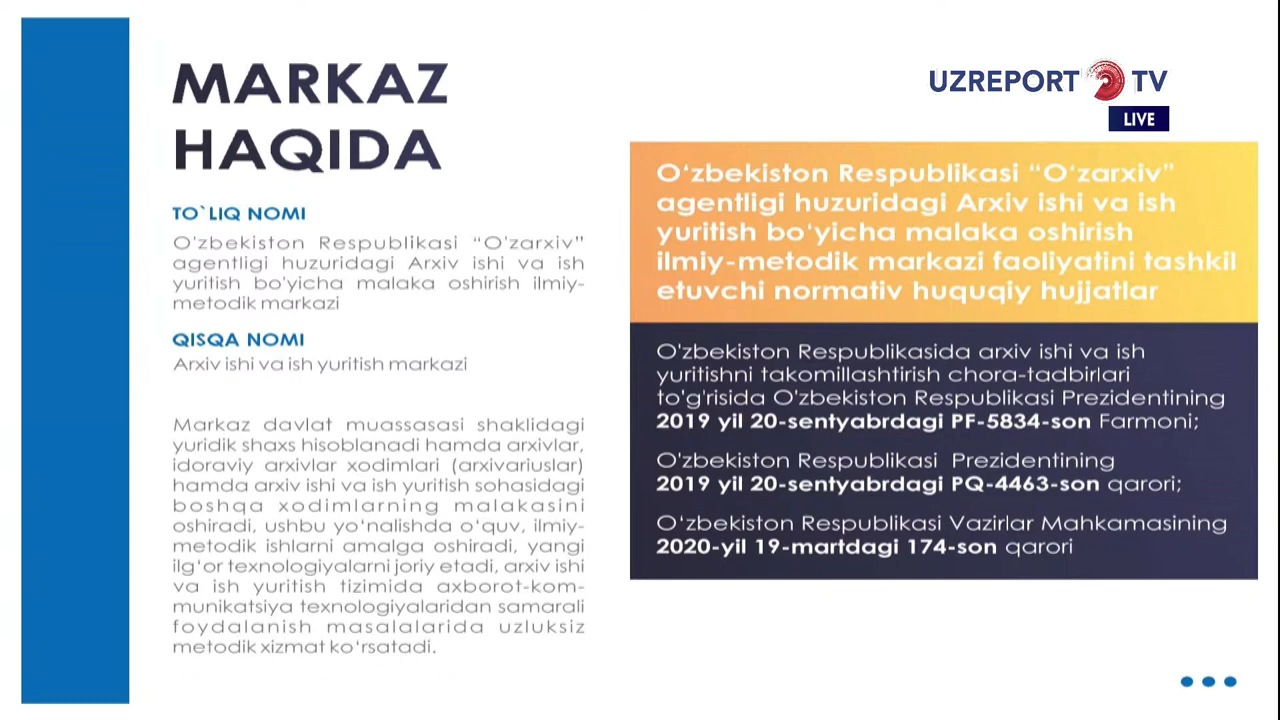 MARKAZ
HAQIDA
TO`LIQ NOMI
O'zbekiston Respublikasi “O'zarxiv”
agentligi huzuridagi Arxiv ishi va ish
yuritish bo'yicha malaka oshirish ilmiy-
metodik markazi
QISQA NOMI
Arxiv ishi va ish yuritish markazi
Markaz davlat muassasasi shaklidagi
yuridik shaxs hisoblanadi hamda arxivlar,
idoraviy arxivlar xodimlari (arxivariuslar)
hamda arxiv ishi va ish yuritish sohasidagi
boshqa xodimlarning malakasini
oshiradi, ushbu yo‘nalishda o‘quv, ilmiy-
metodik ishlarni amalga oshiradi, yangi
ilg‘or texnologiyalarni joriy etadi, arxiv ishi
va ish yuritish tizimida axborot-kom-
munikatsiya texnologiyalaridan samarali
foydalanish masalalarida uzluksiz
metodik xizmat ko‘rsatadi.
UZREPORT TV
LIVE
O‘zbekiston Respublikasi “O‘zarxiv”
agentligi huzuridagi Arxiv ishi va ish
yuritish bo‘yicha malaka oshirish
ilmiy-metodik markazi faoliyatini tashkil
etuvchi normativ huquqiy hujjatlar
O'zbekiston Respublikasida arxiv ishi va ish
yuritishni takomillashtirish chora-tadbirlari
to'g'risida O'zbekiston Respublikasi Prezidentining
2019 yil 20-sentyabrdagi PF-5834-son Farmoni;
O'zbekiston Respublikasi Prezidentining
2019 yil 20-sentyabrdagi PQ-4463-son qarori;
O‘zbekiston Respublikasi Vazirlar Mahkamasining
2020-yil 19-martdagi 174-son qarori